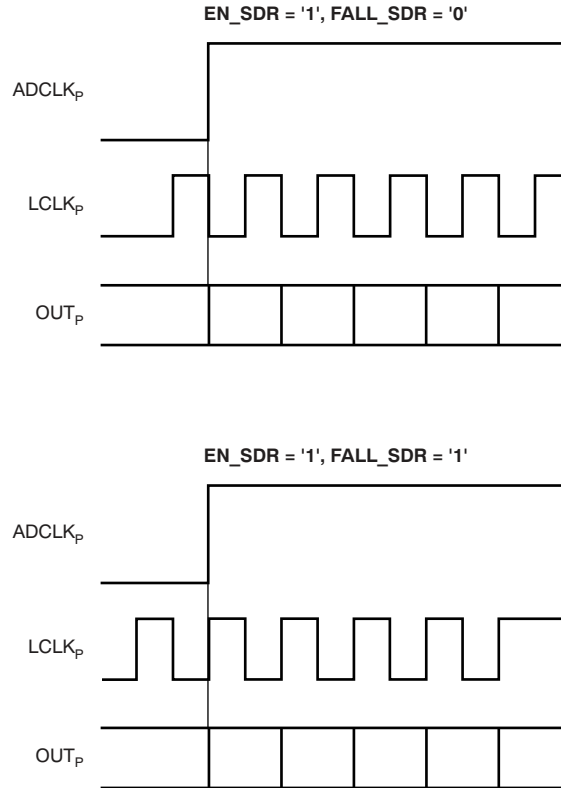 EN_SDR = '1', FALL_SDR = '0'
ADCLKP
LCLKP
OUTP
EN_SDR = '1', FALL_SDR = '1'
ADCLKP
LCLKP
OUTP